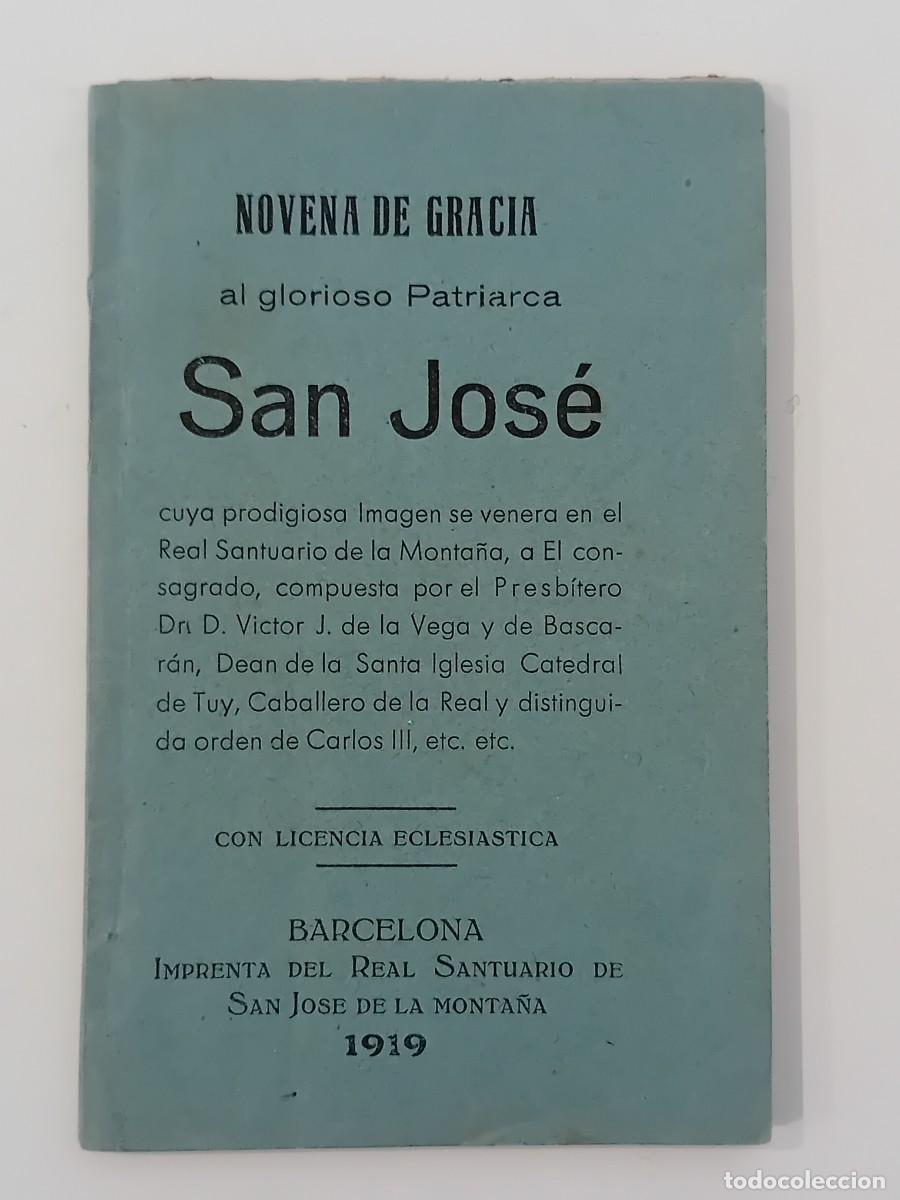 NOVENA DE GRACIA
al glorioso Patriarca
San José
cuya prodigiosa Imagen se venera en el
Real Santuario de la Montaña, a El con-
sagrado, compuesta por el Presbítero
Dr. D. Victor J. de la Vega y de Basca-
rán, Dean de la Santa Iglesia Catedral
de Tuy, Caballero de la Real y distingui-
da orden de Carlos III, etc. etc.
CON LICENCIA ECLESIASTICA
BARCELONA
IMPRENTA DEL REAL SANTUARIO DE
SAN JOSE DE LA MONTAÑA
1919
todocoleccion